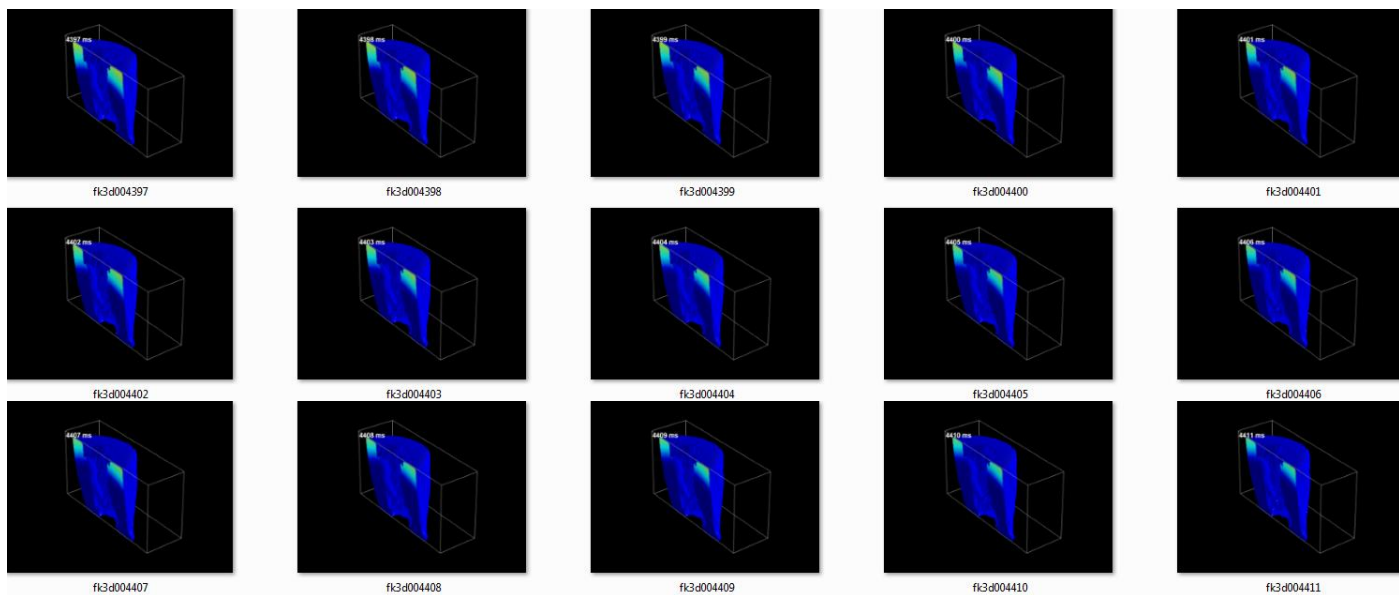 4397 ms
4398 ms
4399 ms
4400 ms
4401 ms
fk3d004397
fk3d004398
fk3d004399
fk3d004400
fk3d004401
4402 ms
4403 ms
4404 ms
4405 ms
4406 ms
fk3d004402
fk3d004403
fk3d004404
fk3d004405
fk3d004406
4407 ms
4408 ms
4409 ms
4410 ms
4411 ms
fk3d004407
fk3d004408
fk3d004409
fk3d004410
fk3d004411